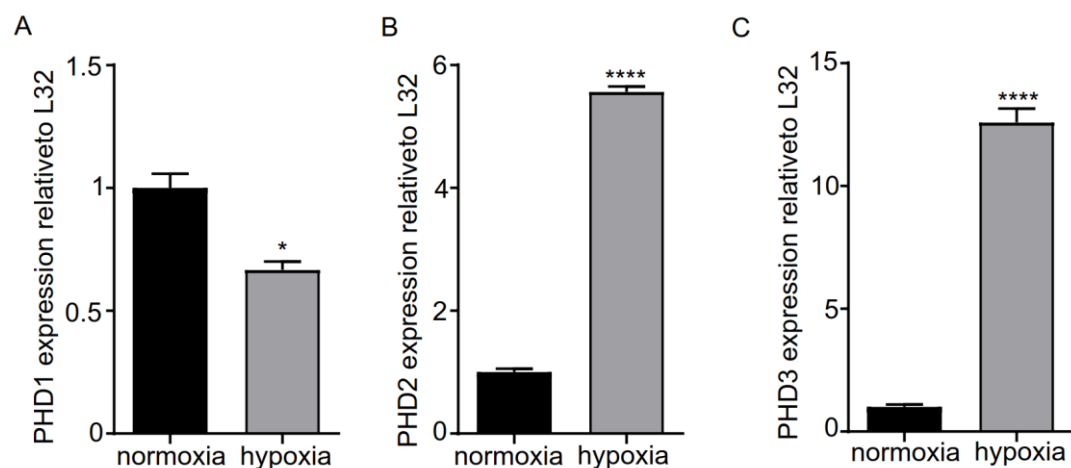 A
PHD1 expression relativeto L32
1.5
1
0.5
0
*
normoxia hypoxia
B
PHD2 expression relativeto L32
6
4
2
0
****
normoxia hypoxia
C
PHD3 expression relativeto L32
15
10
5
0
****
normoxia hypoxia